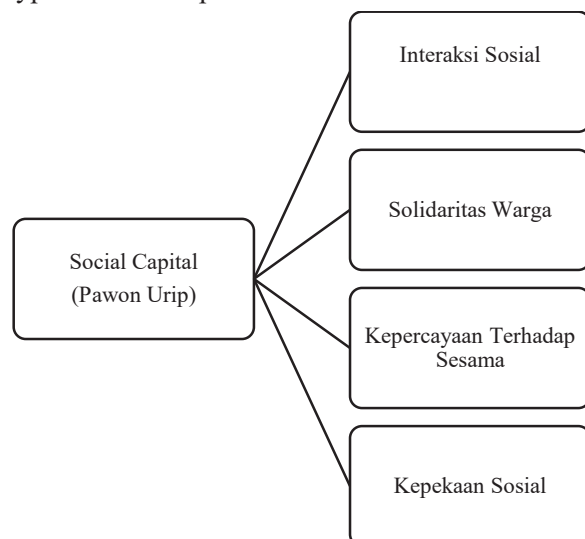 Interaksi Sosial
Solidaritas Warga
Social Capital
(Pawon Urip)
Kepercayaan Terhadap
Sesama
Kepekaan Sosial